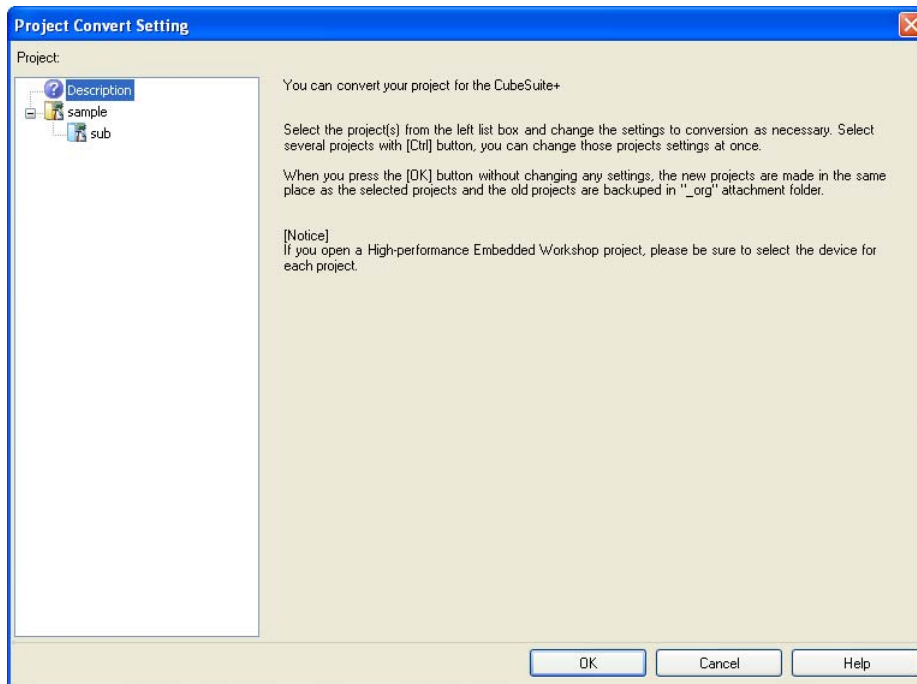 Project Convert Setting
Project:
Description
sample
sub
You can convert your project for the CubeSuite+
Select the project(s) from the left list box and change the settings to conversion as necessary. Select
several projects with [Ctrl] button, you can change those projects settings at once.
When you press the [OK] button without changing any settings, the new projects are made in the same
place as the selected projects and the old projects are backuped in "_org" attachment folder.
[Notice]
If you open a High-performance Embedded Workshop project, please be sure to select the device for
each project.
OK
Cancel
Help